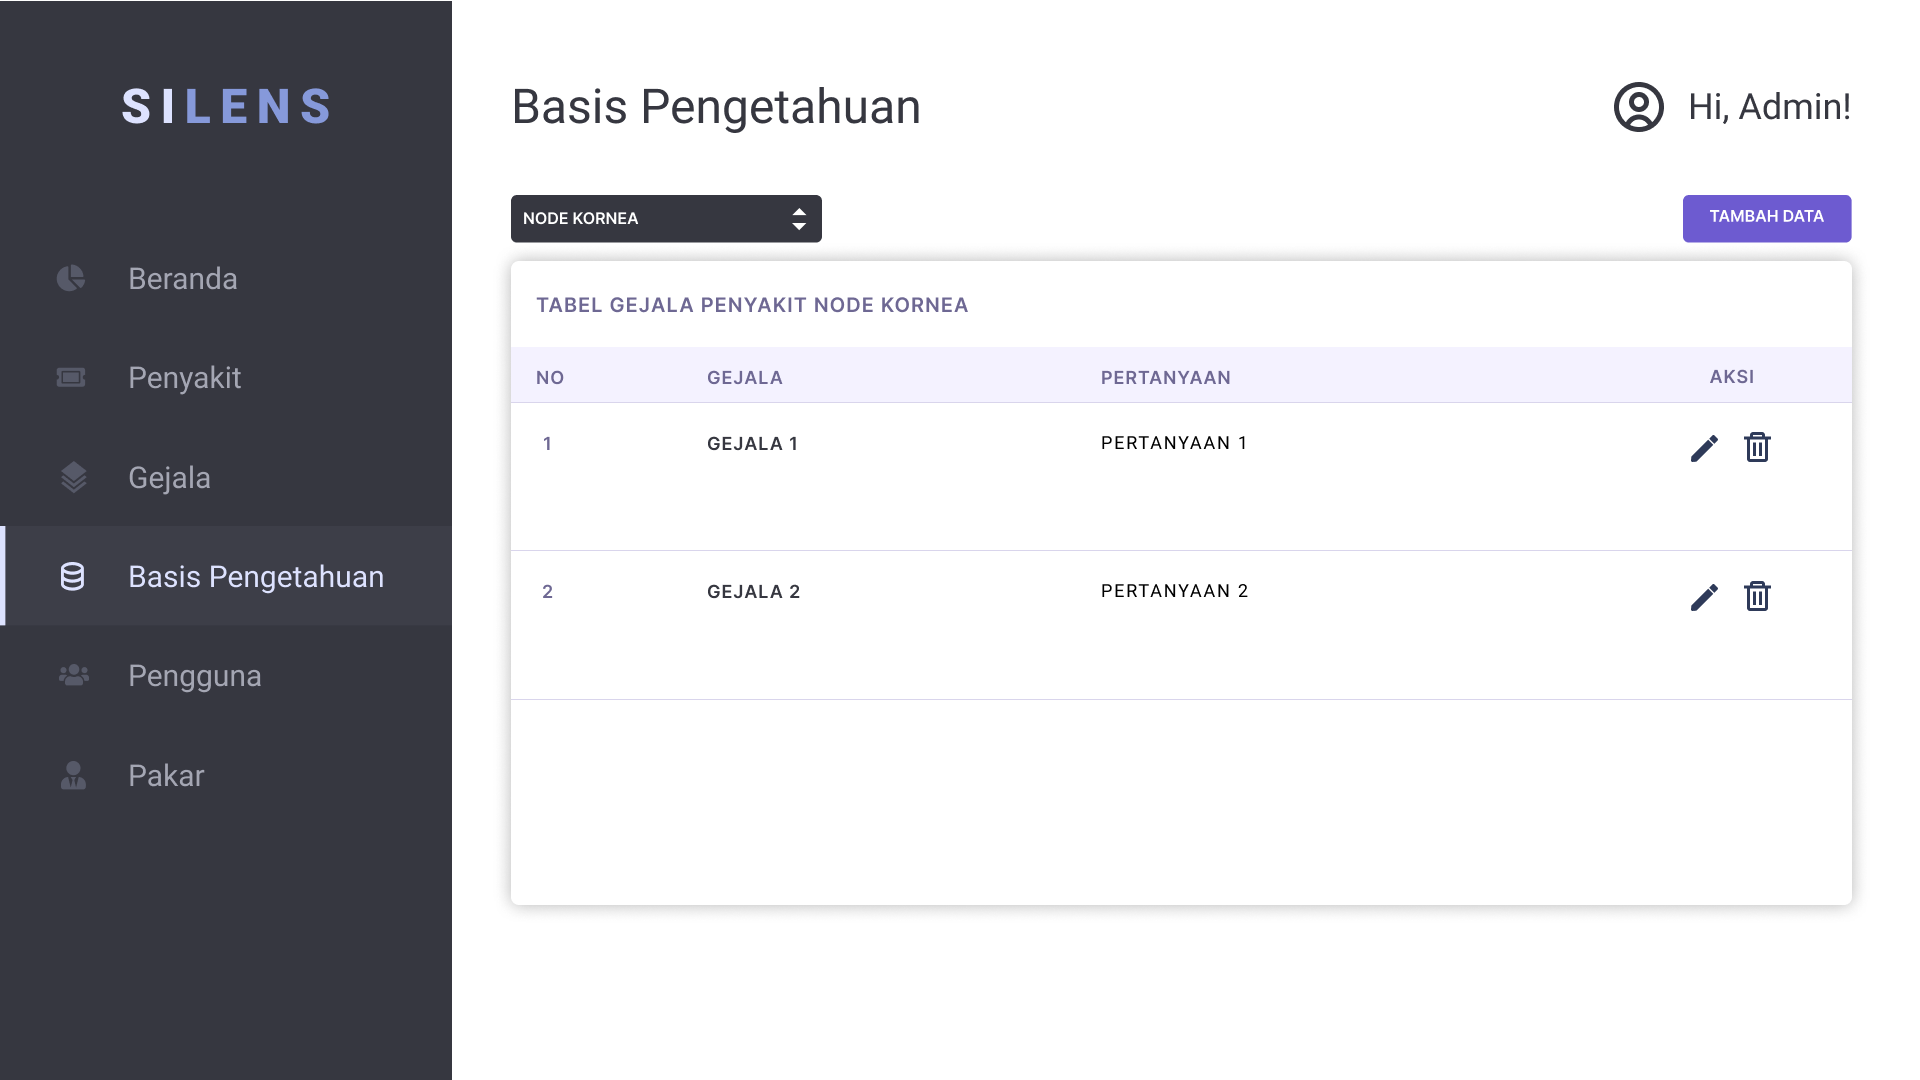 SILENS
Beranda
Penyakit
Gejala
Basis Pengetahuan
Pengguna
Pakar
Basis Pengetahuan
Hi, Admin!
NODE KORNEA
TAMBAH DATA
TABEL GEJALA PENYAKIT NODE KORNEA
NO GEJALA PERTANYAAN AKSI
1 GEJALA 1 PERTANYAAN 1
2 GEJALA 2 PERTANYAAN 2